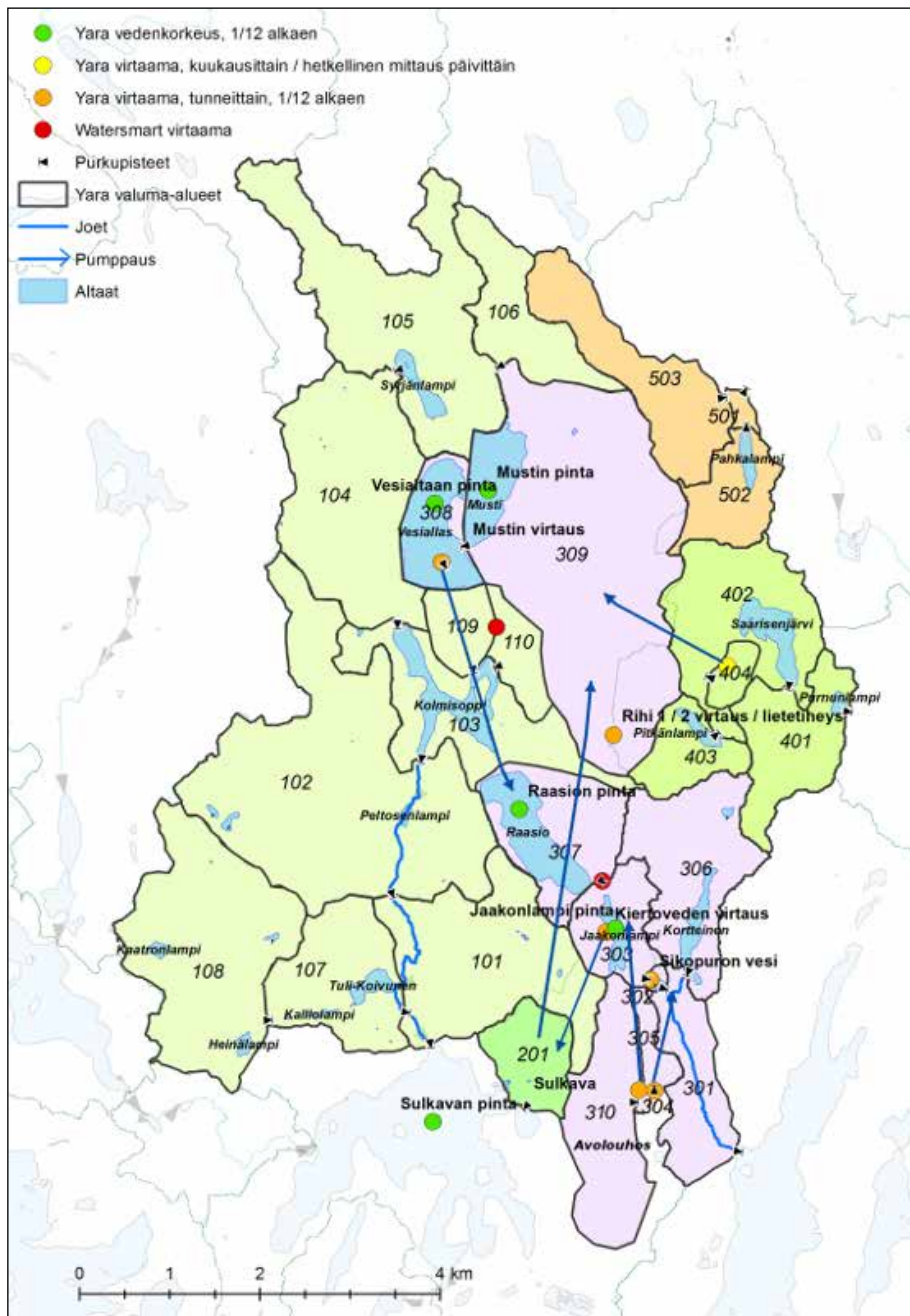 Yara vedenkorkeus, 1/12 alkaen
Yara virtaama, kuukausittain / hetkellinen mittaus päivittäin
Yara virtaama, tunneittain, 1/12 alkaen
Watersmart virtaama
Purkupisteet
Yara valuma-alueet
Joet
Pumppaus
Altaat
105
106
Syrjänlampi
503
501
Pahkalampi
502
104
Vesialtaan pinta
Mustin pinta
308
Musti
Vesiallas
Mustin virtaus
309
402
Saarisenjärvi
109
110
404
Purnunlampi
Kolmisoppi
103
Rihi 1 / 2 virtaus / lietetiheys
Pitkänlampi
401
403
102
Raasion pinta
Peltosenlampi
Raasio
307
306
Jaakonlampi pinta
Kiertoveden virtaus
Jaakonlampi
Kortteinen
303
Kaatronlampi
101
108
107
Sikopuron vesi
Tuli-Koivunen
302
Kalliolampi
305
Heinälampi
201
301
Sulkava
304
Sulkavan pinta
310
Avolouhos
0 2 4 km